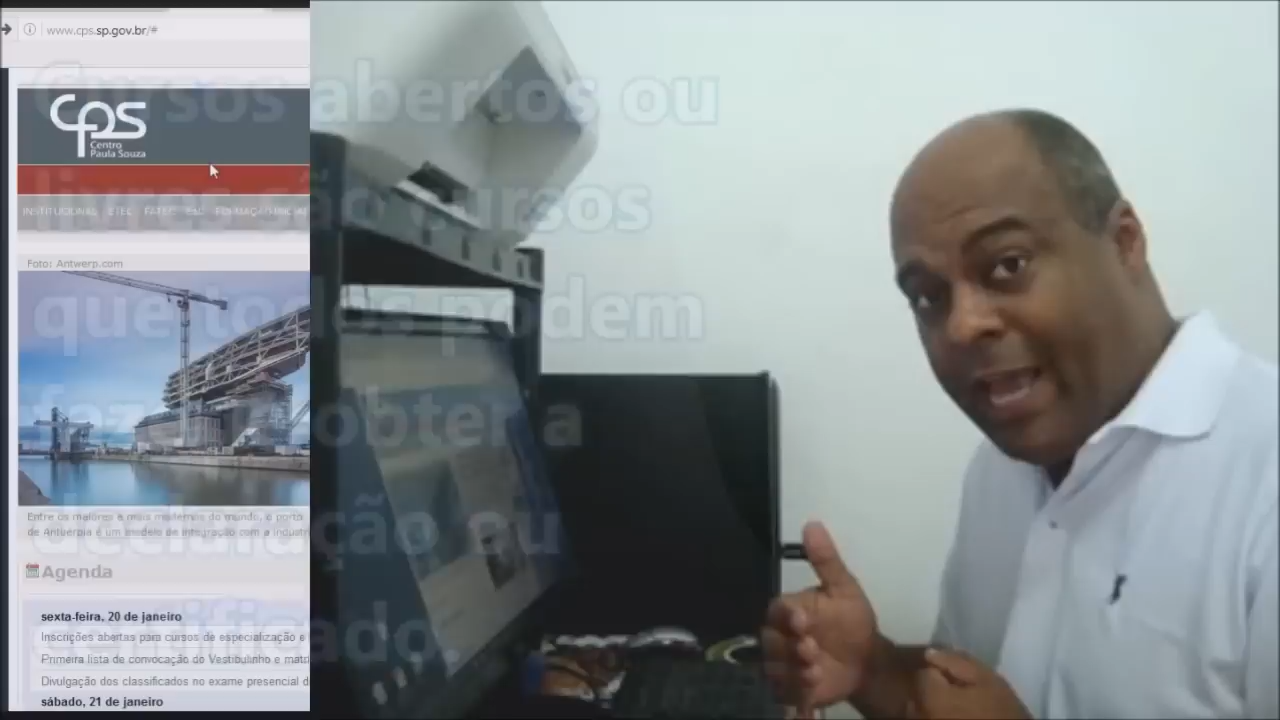 www.cps.sp.gov.br/#
cps
Centro
Paula Souza
INSTITUCIONAL ETEC FATEC
Foto: Antwerp.com
Entre os maiores e mais modernos do mundo, o porto
de Antuérpia é um modelo de integração com a indústri
Agenda
sexta-feira, 20 de janeiro
Inscrições abertas para cursos de especialização e
Primeira lista de convocação do Vestibulinho e matrí
Divulgação dos classificados no exame presencial d
sábado, 21 de janeiro
Cursos abertos ou
livres são cursos
que todos podem
fazer e obter a
declaração ou
certificado.